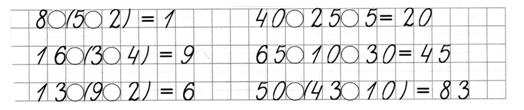 8○(5○2) = 1 40○25○5= 20
16○(3○4) = 9 65○10○30= 45
13○(9○2) = 6 50○(43○10) = 83